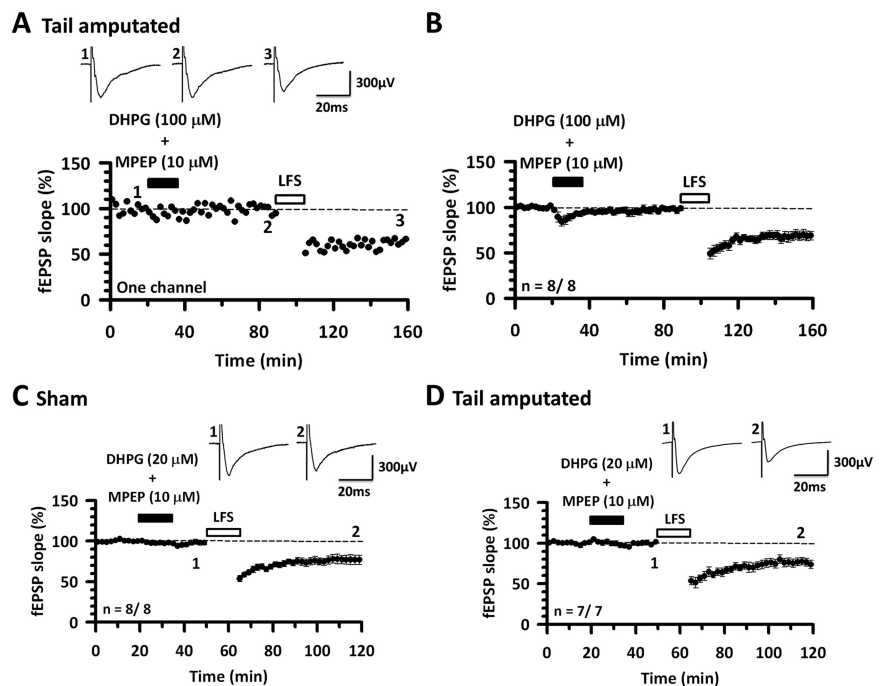 A Tail amputated
1 2 3
300µV
20ms
DHPG (100 µM)
+
MPEP (10 µM)
LFS
150
100
50
0
fEPSP slope (%)
1
2
3
One channel
0 40 80 120 160
Time (min)
B
DHPG (100 µM)
+
MPEP (10 µM)
LFS
150
100
50
0
fEPSP slope (%)
n = 8/ 8
0 40 80 120 160
Time (min)
C Sham
1 2
300µV
20ms
DHPG (20 µM)
+
MPEP (10 µM)
LFS
150
100
50
0
fEPSP slope (%)
1
2
n = 8/ 8
0 20 40 60 80 100 120
Time (min)
D Tail amputated
1 2
300µV
20ms
DHPG (20 µM)
+
MPEP (10 µM)
LFS
150
100
50
0
fEPSP slope (%)
1
2
n = 7/ 7
0 20 40 60 80 100 120
Time (min)